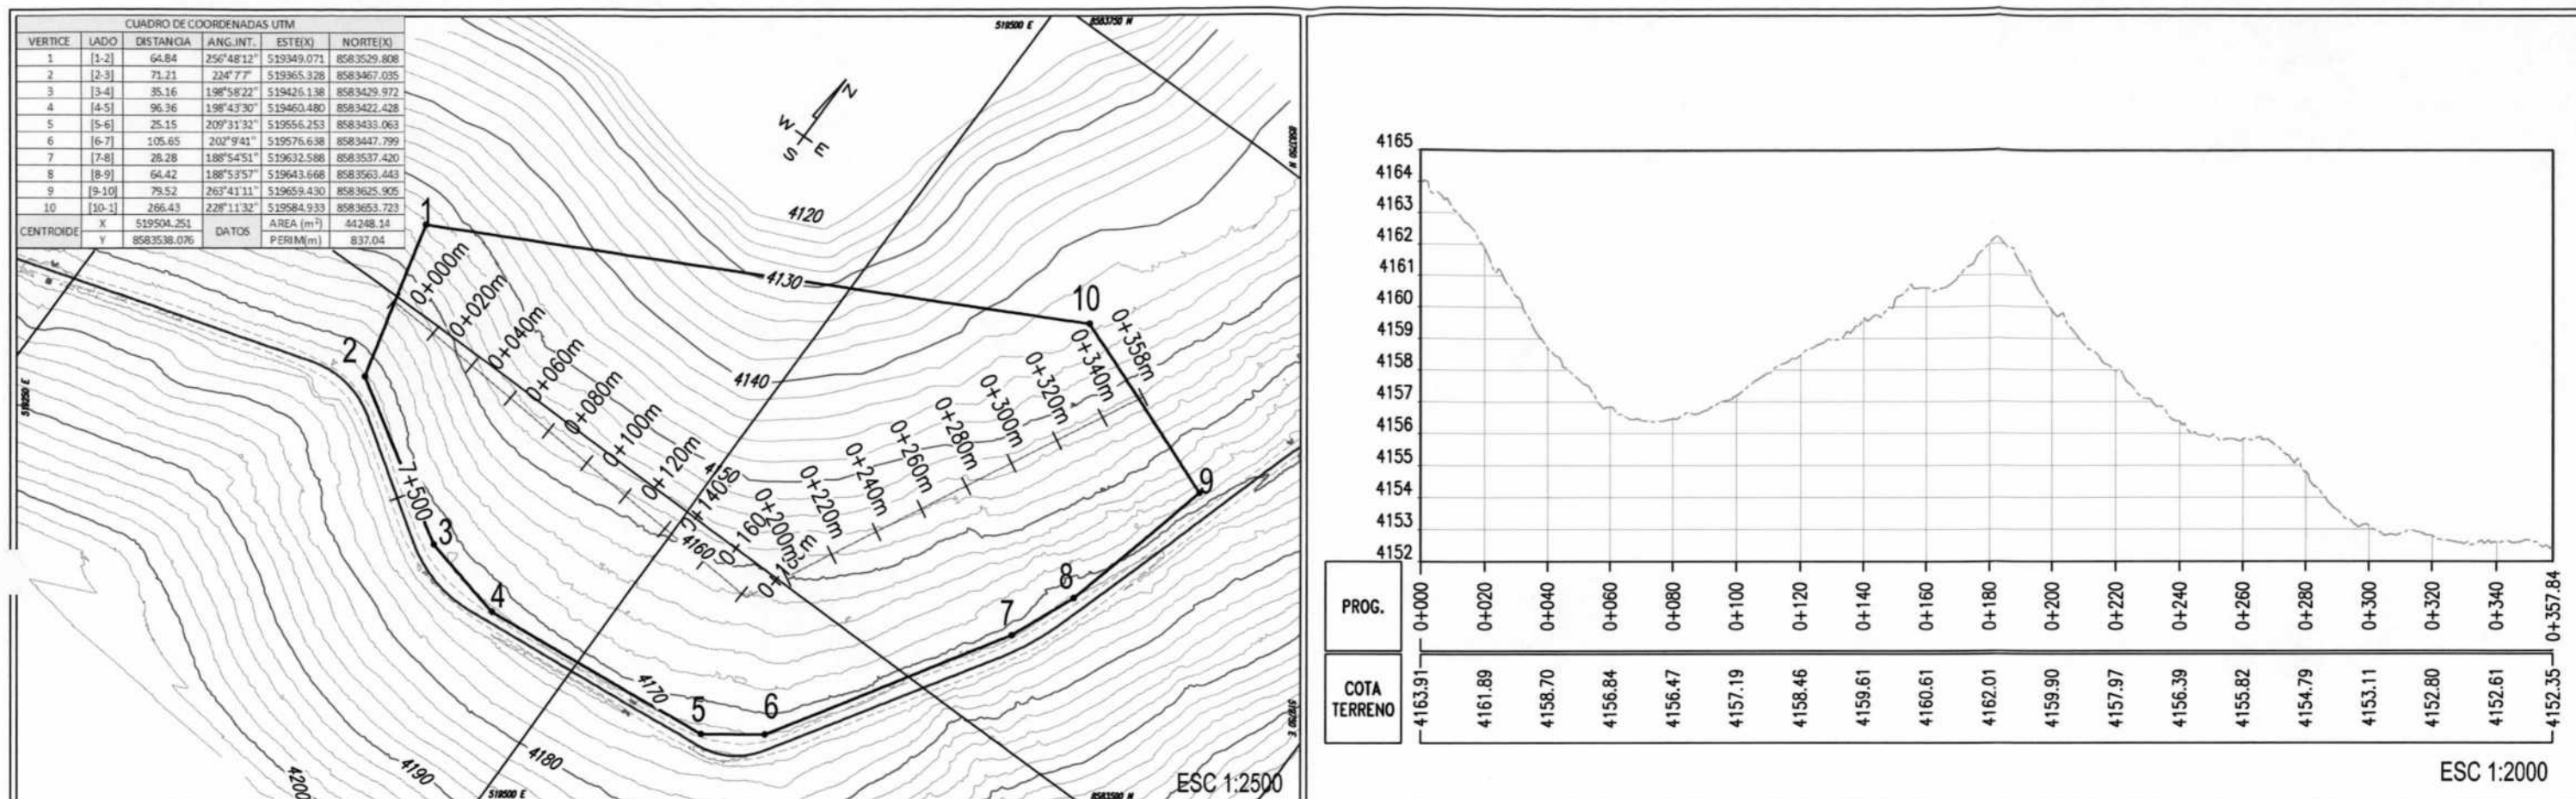 CUADRO DE COORDENADAS UTM
VERTICE LADO DISTANCIA ANG.INT. ESTE(X) NORTE(X)
1 [1-2] 64.84 256°48'12" 519349.071 8583529.808
2 [2-3] 71.21 224°7'7" 519365.328 8583467.035
3 [3-4] 35.16 198°58'22" 519426.138 8583429.972
4 [4-5] 96.36 198°43'30" 519460.480 8583422.428
5 [5-6] 25.15 209°31'32" 519556.253 8583433.063
6 [6-7] 105.65 202°9'41" 519576.638 8583447.799
7 [7-8] 28.28 188°54'51" 519632.588 8583537.420
8 [8-9] 64.42 188°53'57" 519643.668 8583563.443
9 [9-10] 79.52 263°41'11" 519659.430 8583625.905
10 [10-1] 266.43 228°11'32" 519584.933 8583653.723
CENTROIDE X 519504.251 DATOS AREA (m²) 44248.14
Y 8583538.076 PERIM(m) 837.04
519500 E
8583750 N
8583750 N
N
W
E
S
4120
1
4130
10
0+000m
0+020m
0+040m
0+060m
0+080m
0+100m
0+120m
0+140
0+160
0+200m
0+220m
0+240m
0+260m
0+280m
0+300m
0+320m
0+340m
0+358m
2
4140
519250 E
4150
9
7+500
3
4160
4
8
7
4170
5
6
4180
4190
4200
519500 E
8583500 N
ESC 1:2500
4165
4164
4163
4162
4161
4160
4159
4158
4157
4156
4155
4154
4153
4152
PROG. 0+000 0+020 0+040 0+060 0+080 0+100 0+120 0+140 0+160 0+180 0+200 0+220 0+240 0+260 0+280 0+300 0+320 0+340 0+357.84
COTA TERRENO 4163.91 4161.89 4158.70 4156.84 4156.47 4157.19 4158.46 4159.61 4160.61 4162.01 4159.90 4157.97 4156.39 4155.82 4154.79 4153.11 4152.80 4152.61 4152.35
ESC 1:2000